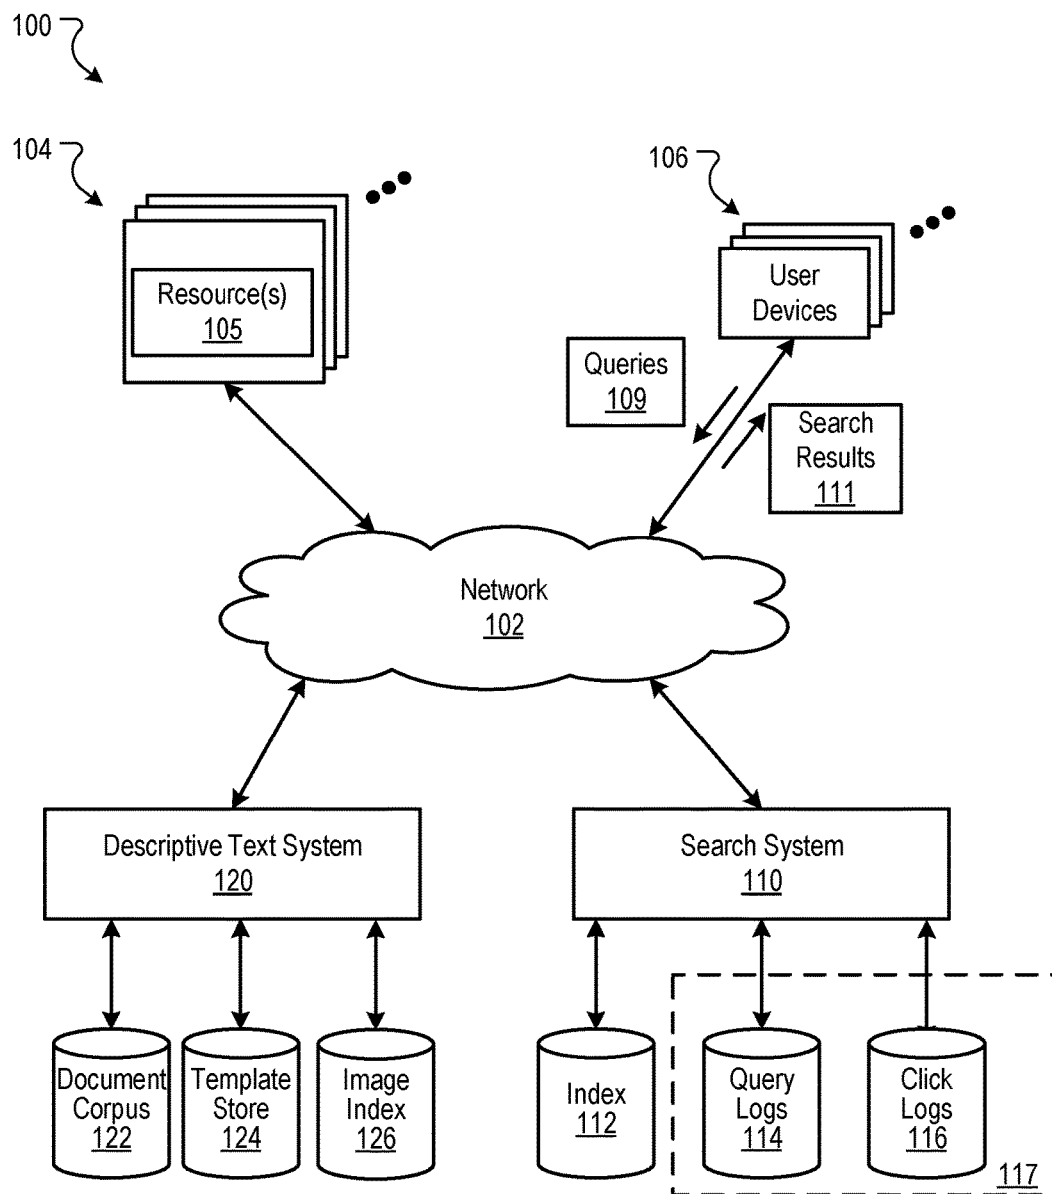 100
104
106
Resource(s)
105
User
Devices
Queries
109
Search
Results
111
Network
102
Descriptive Text System
120
Search System
110
Document
Corpus
122
Template
Store
124
Image
Index
126
Index
112
Query
Logs
114
Click
Logs
116
117